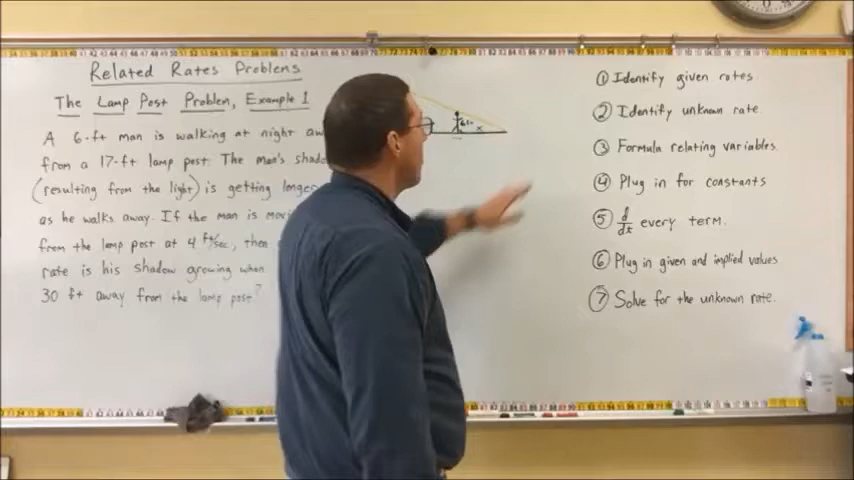 Related Rates Problems
The Lamp Post Problem, Example 1
A 6-ft man is walking at night
from a 17-ft lamp post. The man's
(resulting from the light) is getting longer
as he walks away. If the man is
from the lamp post at 4 ft/sec, then
rate is his shadow growing when
30 ft away from the lamp post?
x
① Identify given rates
② Identify unknown rate
③ Formula relating variables.
④ Plug in for constants
⑤ d/dt every term.
⑥ Plug in given and implied values
⑦ Solve for the unknown rate.